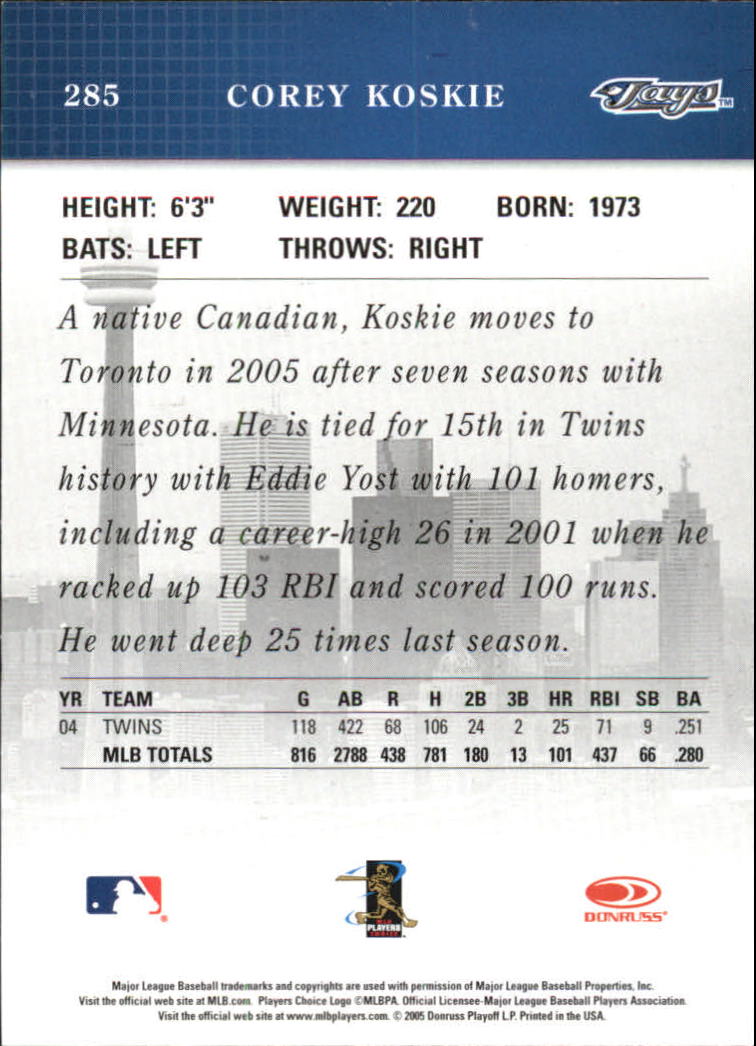 285 COREY KOSKIE Jays TM
HEIGHT: 6'3" WEIGHT: 220 BORN: 1973
BATS: LEFT THROWS: RIGHT
A native Canadian, Koskie moves to
Toronto in 2005 after seven seasons with
Minnesota. He is tied for 15th in Twins
history with Eddie Yost with 101 homers,
including a career-high 26 in 2001 when he
racked up 103 RBI and scored 100 runs.
He went deep 25 times last season.
YR TEAM G AB R H 2B 3B HR RBI SB BA
04 TWINS 118 422 68 106 24 2 25 71 9 .251
MLB TOTALS 816 2788 438 781 180 13 101 437 66 .280
MLB
PLAYERS
CHOICE
DONRUSS®
Major League Baseball trademarks and copyrights are used with permission of Major League Baseball Properties, Inc.
Visit the official web site at MLB.com. Players Choice Logo ©MLBPA. Official Licensee-Major League Baseball Players Association.
Visit the official web site at www.mlbplayers.com. © 2005 Donruss Playoff L.P. Printed in the USA.